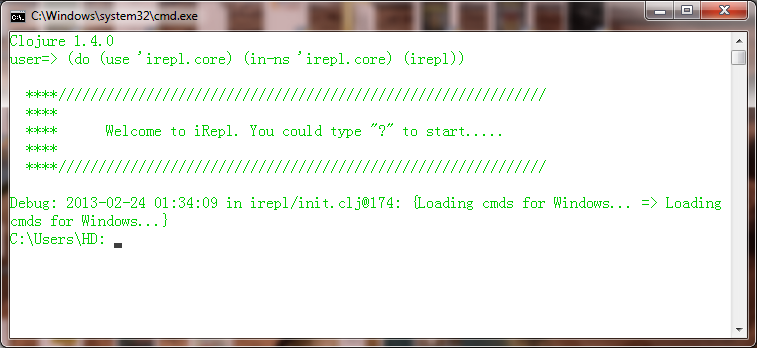 C:\Windows\system32\cmd.exe
Clojure 1.4.0
user=> (do (use 'irepl.core) (in-ns 'irepl.core) (irepl))
****/////////////////////////////////////////////////////////////
****
**** Welcome to iRepl. You could type "?" to start.....
****
****/////////////////////////////////////////////////////////////
Debug: 2013-02-24 01:34:09 in irepl/init.clj@174: {Loading cmds for Windows... => Loading
cmds for Windows...}
C:\Users\HD: